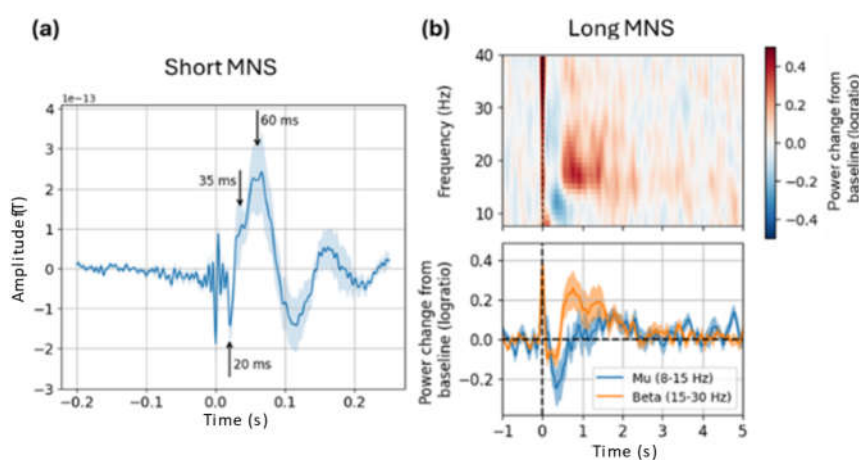 (a)
Short MNS
1e−13
4
3
2
1
0
−1
−2
−3
Amplitude (T)
60 ms
35 ms
20 ms
−0.2
−0.1
0.0
0.1
0.2
Time (s)
(b)
Long MNS
40
30
20
10
Frequency (Hz)
0.4
0.2
0.0
−0.2
−0.4
Power change from
baseline (logratio)
0.4
0.2
0.0
−0.2
Power change from
baseline (logratio)
Mu (8-15 Hz)
Beta (15-30 Hz)
−1
0
1
2
3
4
5
Time (s)